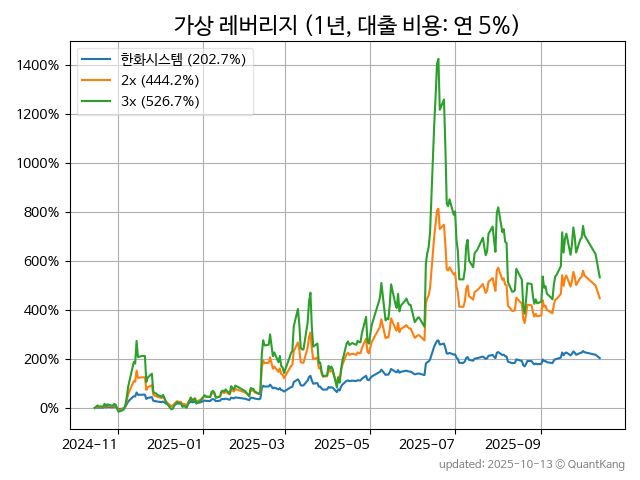 가상 레버리지 (1년, 대출 비용: 연 5%)
한화시스템 (202.7%)
2x (444.2%)
3x (526.7%)
1400%
1200%
1000%
800%
600%
400%
200%
0%
2024-11 2025-01 2025-03 2025-05 2025-07 2025-09
updated: 2025-10-13 © QuantKang